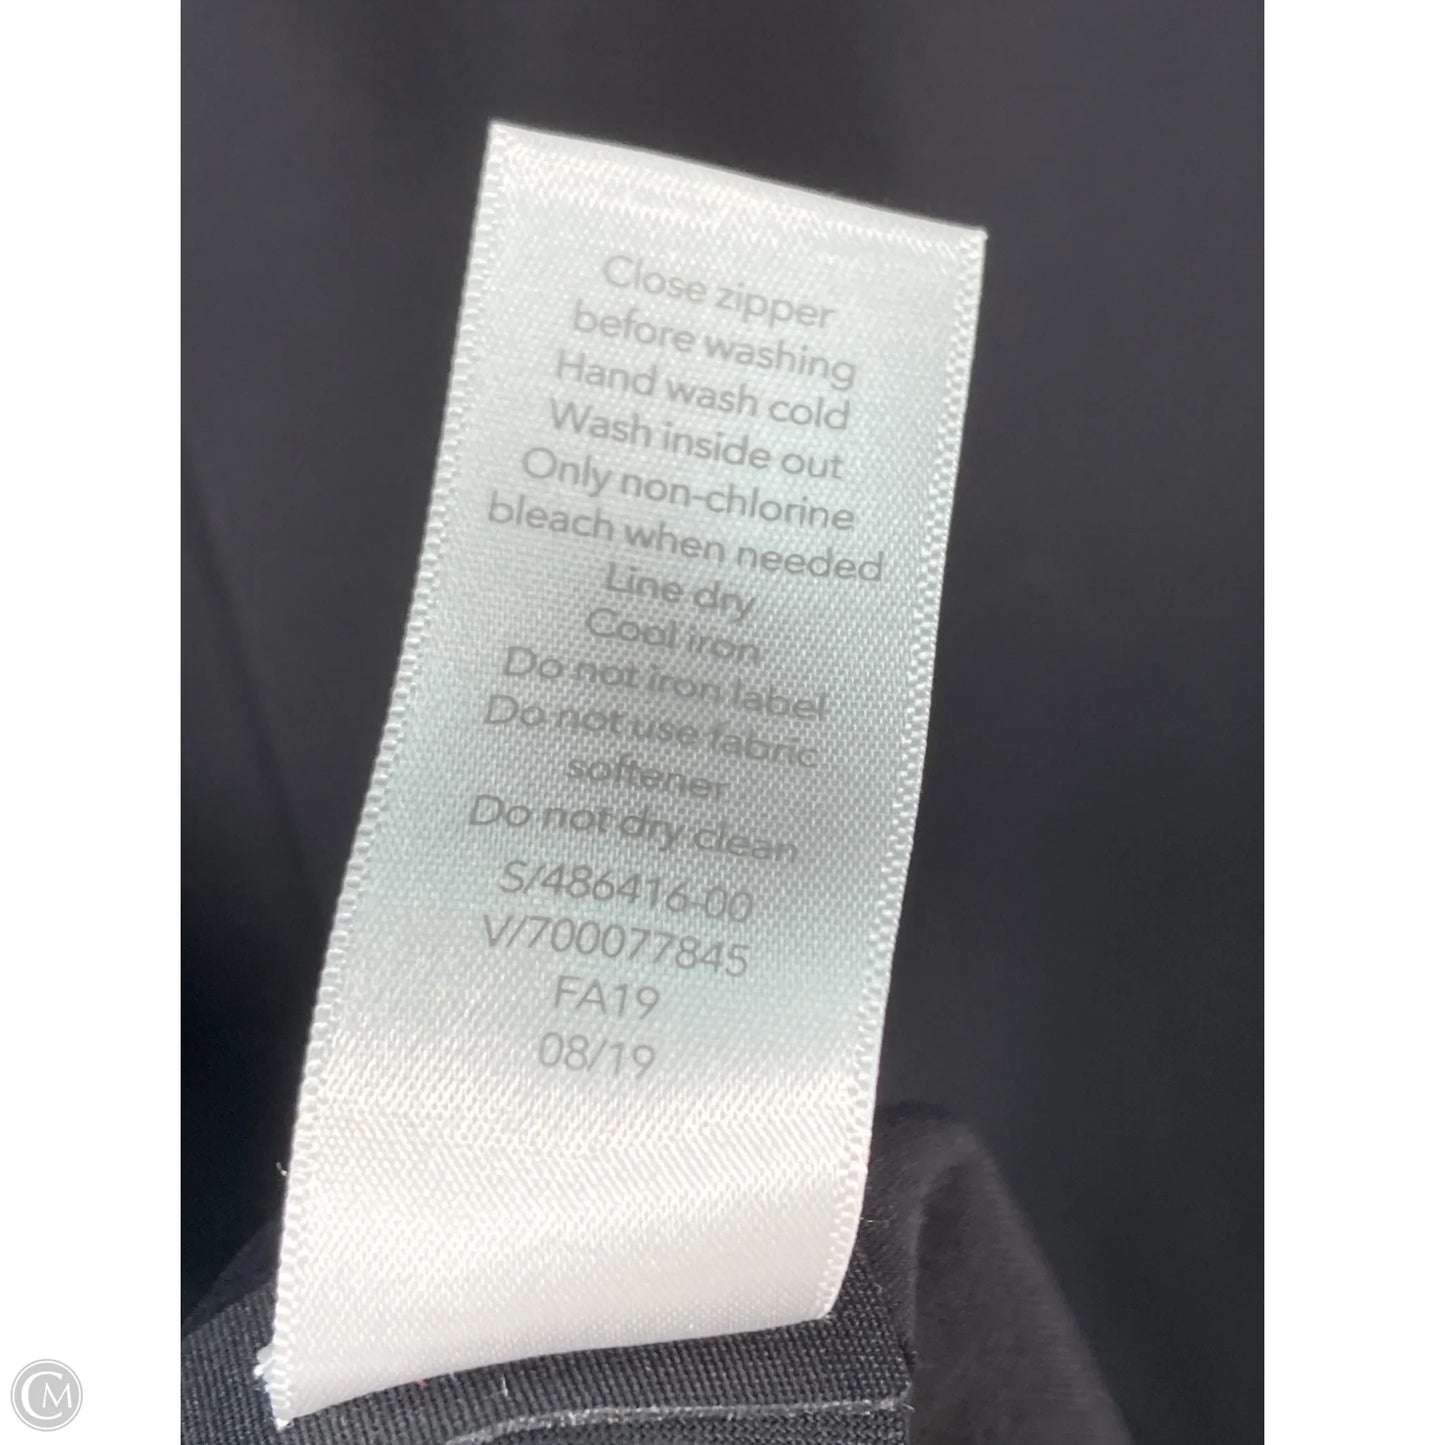 Close zipper
before washing
Hand wash cold
Wash inside out
Only non-chlorine
bleach when needed
Line dry
Cool iron
Do not iron label
Do not use fabric
softener
Do not dry clean
S/486416-00
V/700077845
FA19
08/19
CM